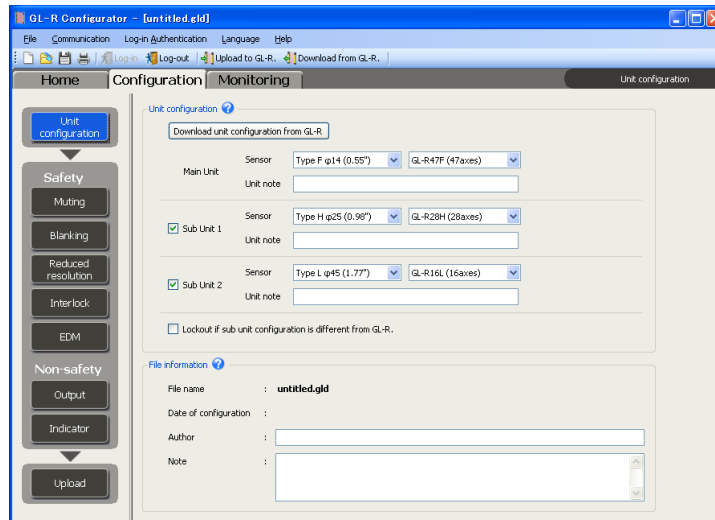 GL-R Configurator - [untitled.gld]
File Communication Log-in Authentication Language Help
Log-in Log-out Upload to GL-R. Download from GL-R.
Home Configuration Monitoring Unit configuration
Unit
configuration
Safety
Muting
Blanking
Reduced
resolution
Interlock
EDM
Non-safety
Output
Indicator
Upload
Unit configuration ?
Download unit configuration from GL-R
Main Unit Sensor Type F φ14 (0.55") GL-R47F (47axes)
Unit note
Sub Unit 1 Sensor Type H φ25 (0.98") GL-R28H (28axes)
Unit note
Sub Unit 2 Sensor Type L φ45 (1.77") GL-R16L (16axes)
Unit note
Lockout if sub unit configuration is different from GL-R.
File information ?
File name : untitled.gld
Date of configuration :
Author :
Note :